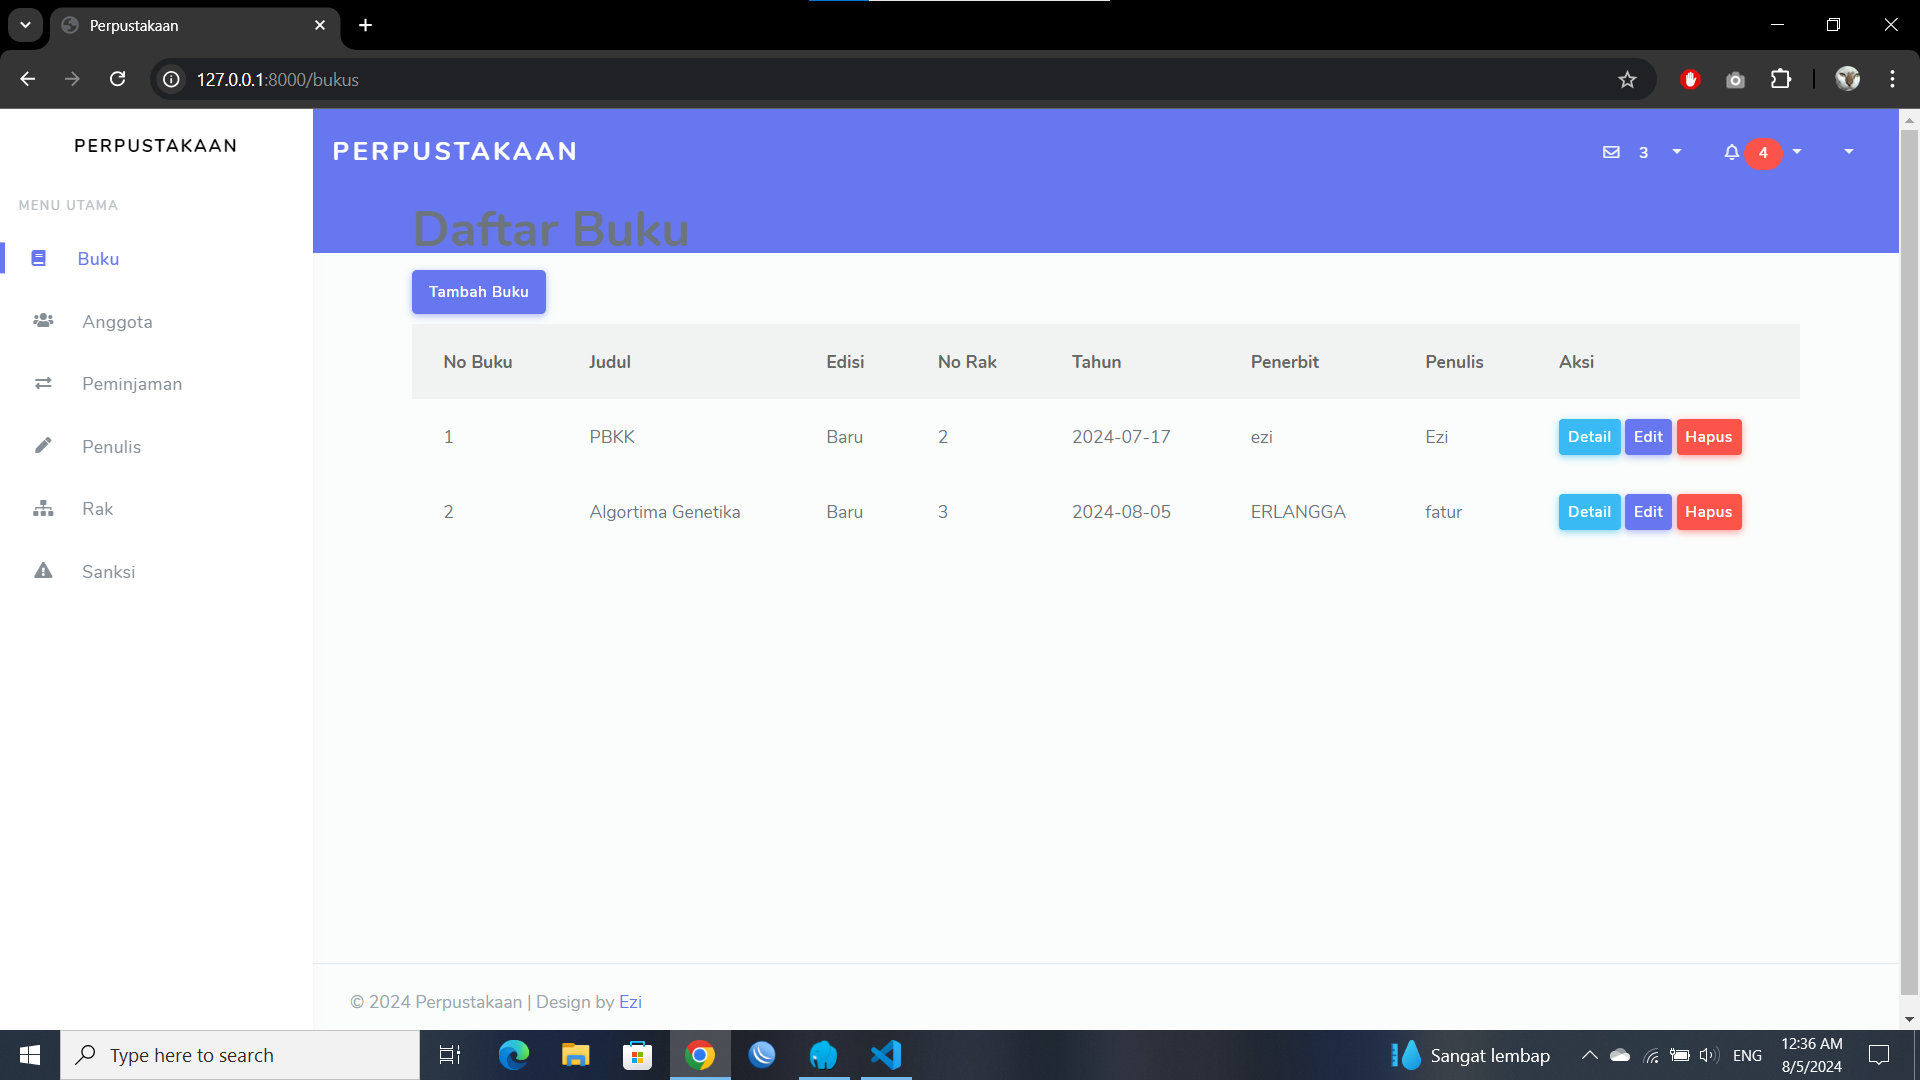 Perpustakaan
127.0.0.1:8000/bukus
PERPUSTAKAAN
MENU UTAMA
Buku
Anggota
Peminjaman
Penulis
Rak
Sanksi
PERPUSTAKAAN
3
4
Daftar Buku
Tambah Buku
No Buku Judul Edisi No Rak Tahun Penerbit Penulis Aksi
1 PBKK Baru 2 2024-07-17 ezi Ezi Detail Edit Hapus
2 Algortima Genetika Baru 3 2024-08-05 ERLANGGA fatur Detail Edit Hapus
© 2024 Perpustakaan | Design by Ezi
Type here to search
Sangat lembap
ENG
12:36 AM
8/5/2024